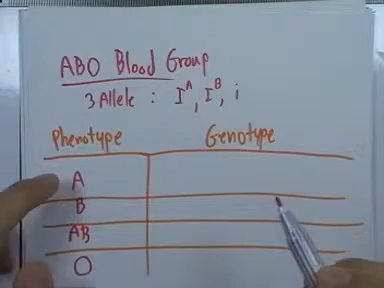 ABO Blood Group
3 Allele : I^A, I^B, i
Phenotype Genotype
A
B
AB
O